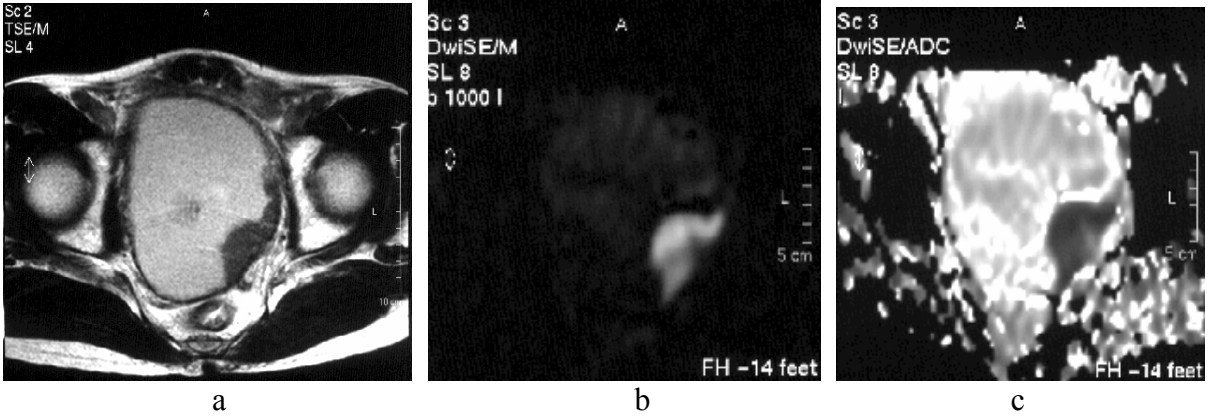 Sc 2
TSE/M
SL 4
A
L
10 cm
a
Sc 3
DwiSE/M
SL 8
b 1000 I
A
L
5 cm
FH -14 feet
b
Sc 3
DwiSE/ADC
SL 8
A
L
5 cm
FH -14 feet
c